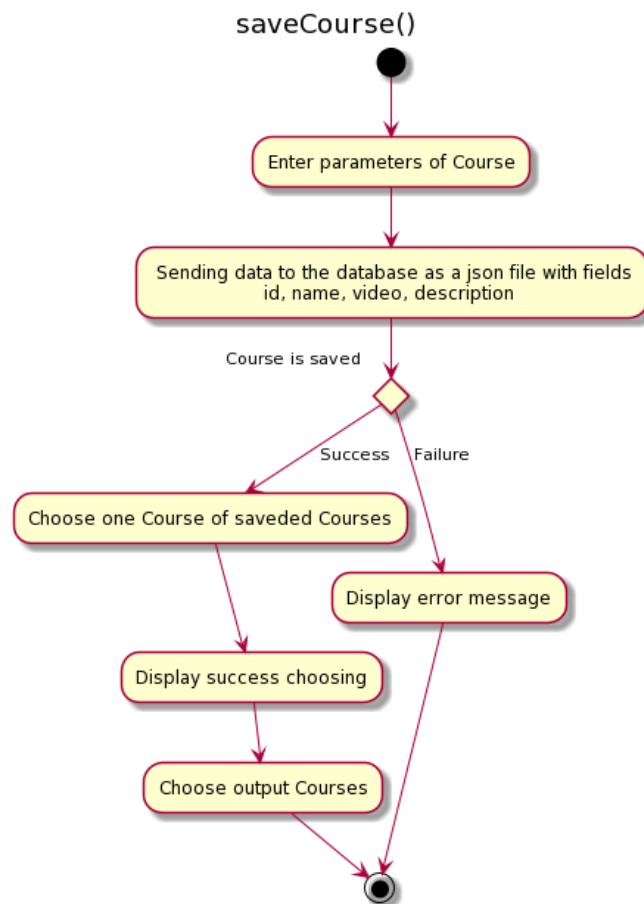 saveCourse()
Enter parameters of Course
Sending data to the database as a json file with fields
id, name, video, description
Course is saved
Success
Failure
Choose one Course of saveded Courses
Display error message
Display success choosing
Choose output Courses